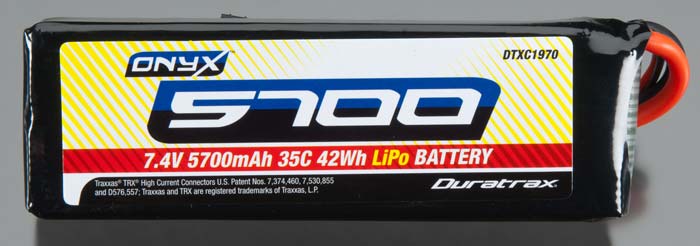 ONYX
DTXC1970
5700
7.4V 5700mAh 35C 42Wh LiPo BATTERY
Traxxas® TRX® High Current Connectors U.S. Patent Nos. 7,374,460, 7,530,855
and D576,557; Traxxas and TRX are registered trademarks of Traxxas, L.P.
Duratrax®